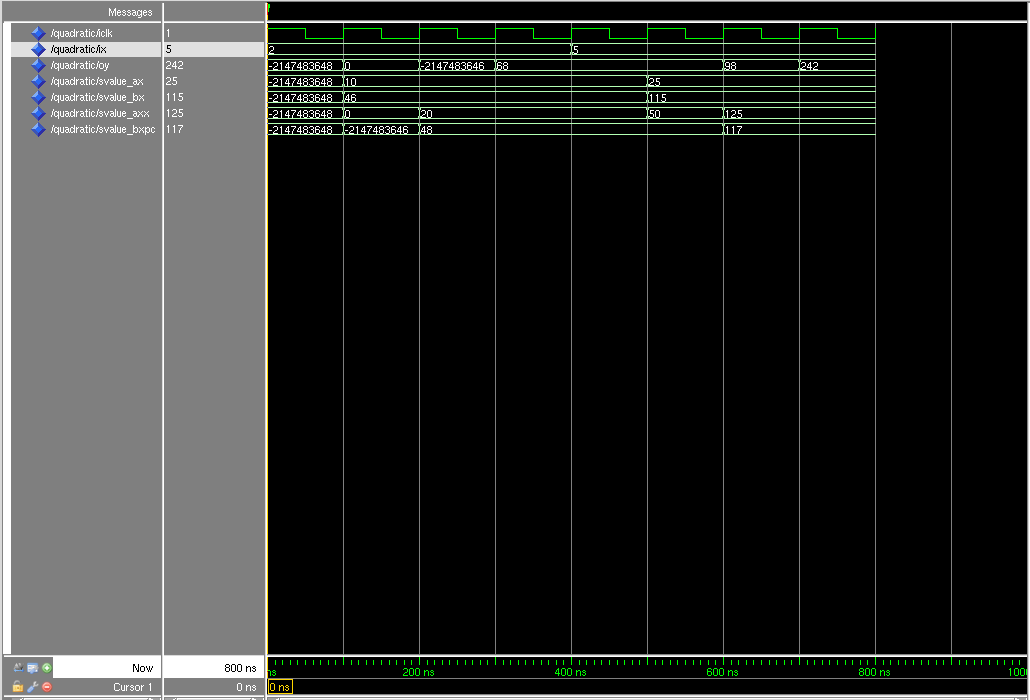 Messages
/quadratic/iclk 1
/quadratic/ix 5 2 5
/quadratic/oy 242 -2147483648 0 -2147483646 68 98 242
/quadratic/svalue_ax 25 -2147483648 10 25
/quadratic/svalue_bx 115 -2147483648 46 115
/quadratic/svalue_axx 125 -2147483648 0 20 50 125
/quadratic/svalue_bxpc 117 -2147483648 -2147483646 48 117
Now 800 ns ns 200 ns 400 ns 600 ns 800 ns 1000
Cursor 1 0 ns 0 ns